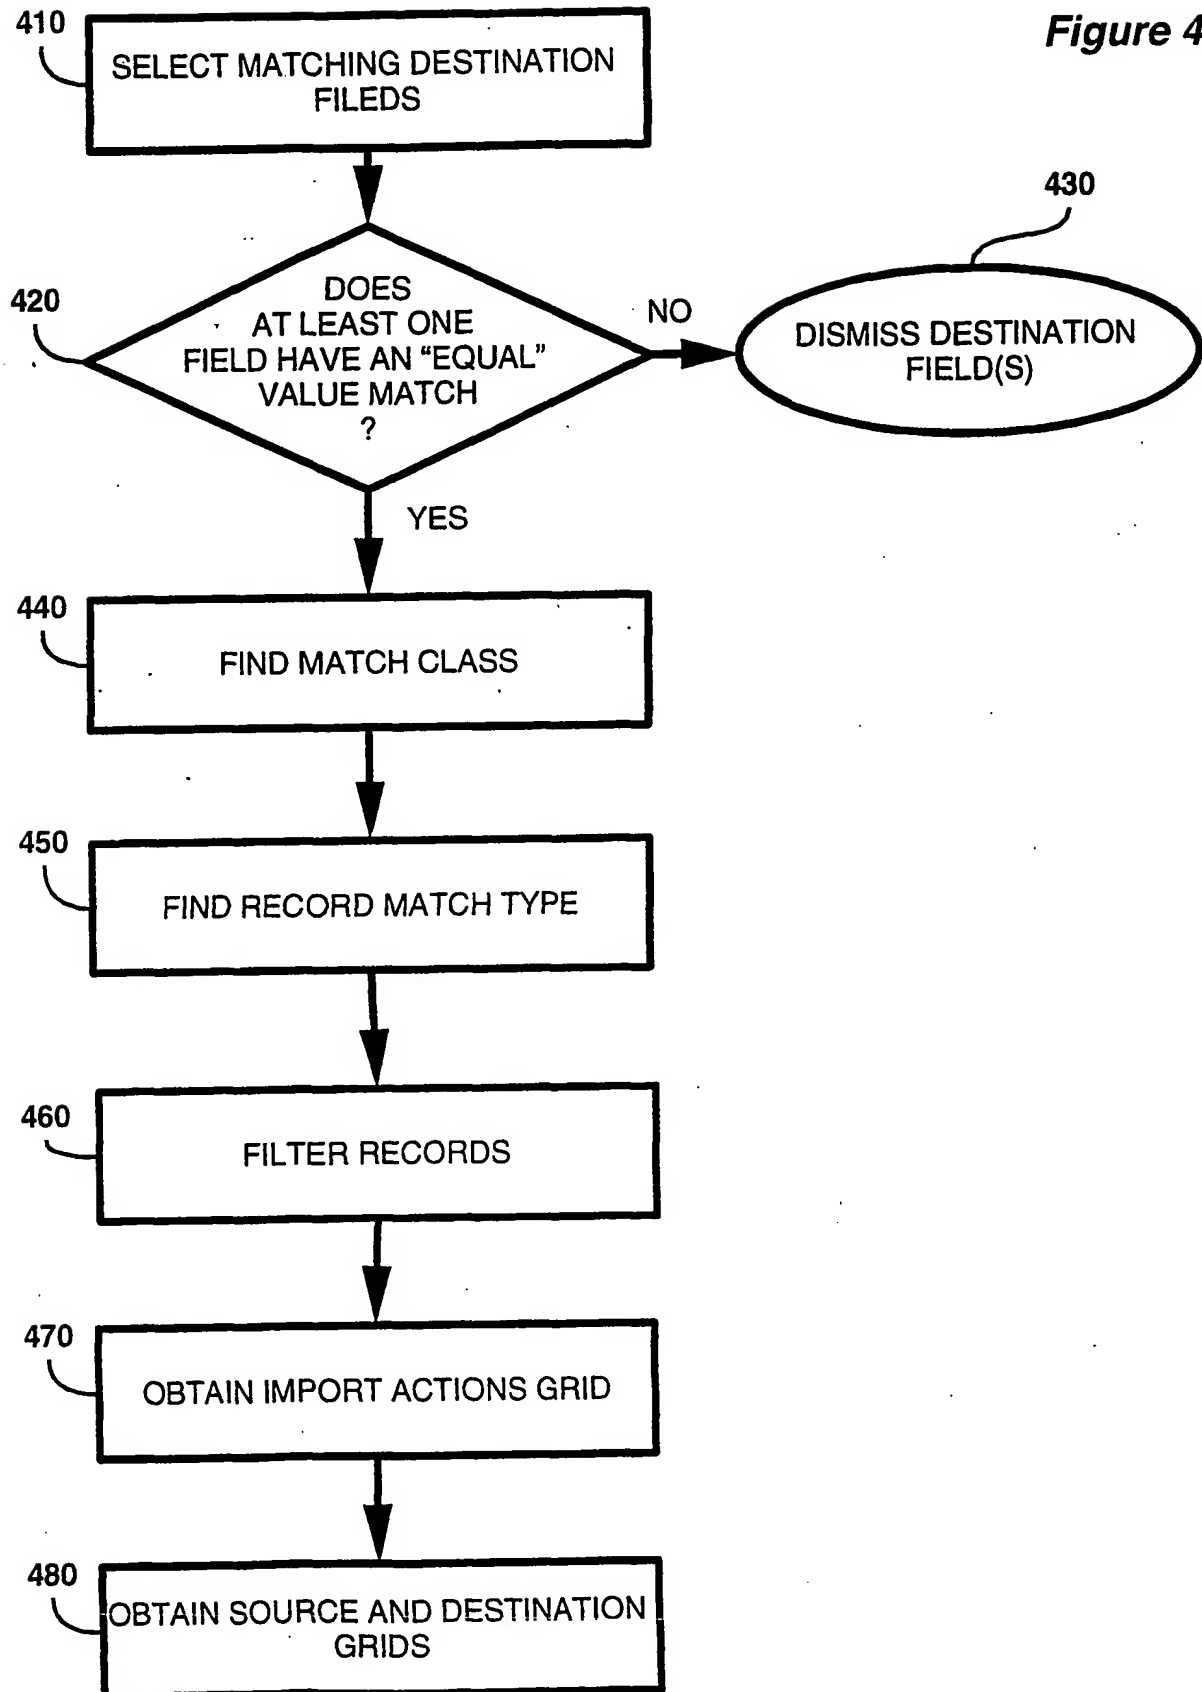 Figure 4
410
SELECT MATCHING DESTINATION
FILEDS
430
420
DOES
AT LEAST ONE
FIELD HAVE AN "EQUAL"
VALUE MATCH
?
NO
DISMISS DESTINATION
FIELD(S)
YES
440
FIND MATCH CLASS
450
FIND RECORD MATCH TYPE
460
FILTER RECORDS
470
OBTAIN IMPORT ACTIONS GRID
480
OBTAIN SOURCE AND DESTINATION
GRIDS